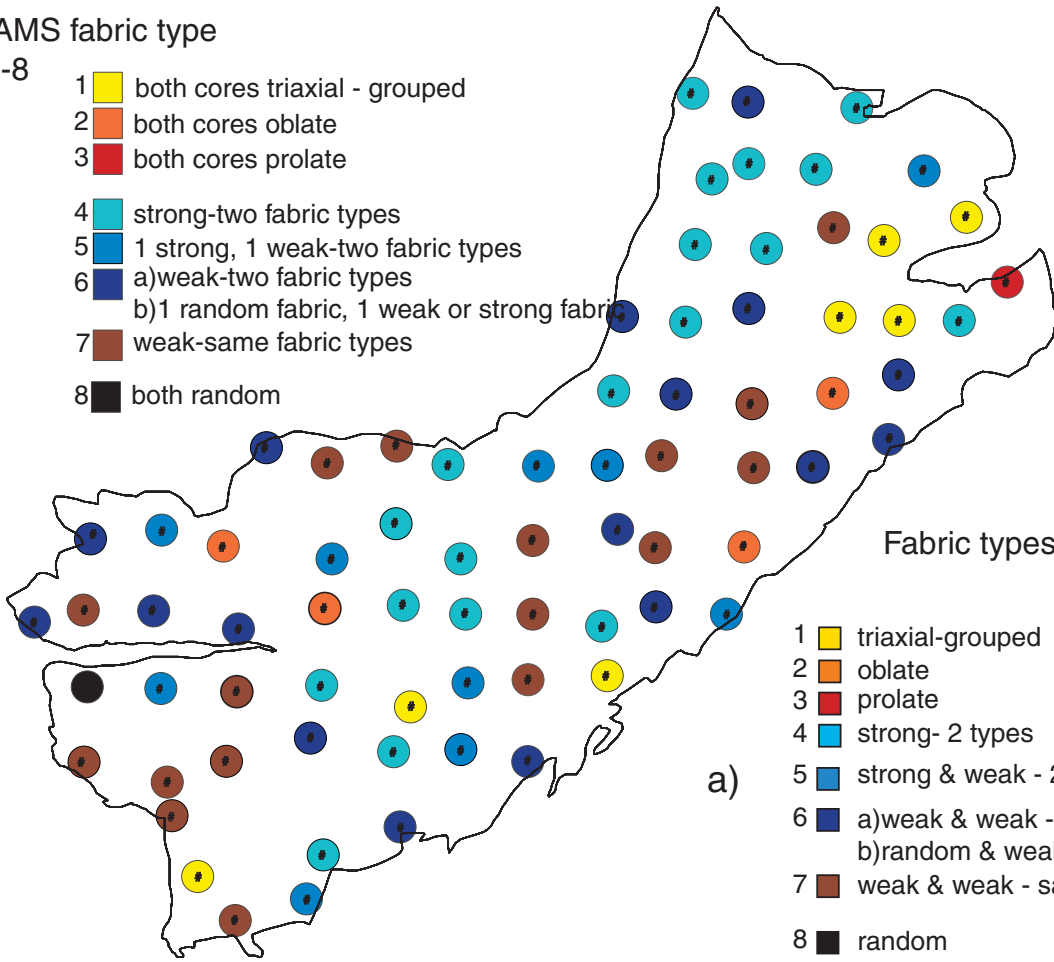 AMS fabric type
-8
1 both cores triaxial - grouped
2 both cores oblate
3 both cores prolate
4 strong-two fabric types
5 1 strong, 1 weak-two fabric types
6 a)weak-two fabric types
b)1 random fabric, 1 weak or strong fabric
7 weak-same fabric types
8 both random
Fabric types
1 triaxial-grouped
2 oblate
3 prolate
4 strong- 2 types
a)
5 strong & weak - 2
6 a)weak & weak -
b)random & weak
7 weak & weak - sa
8 random